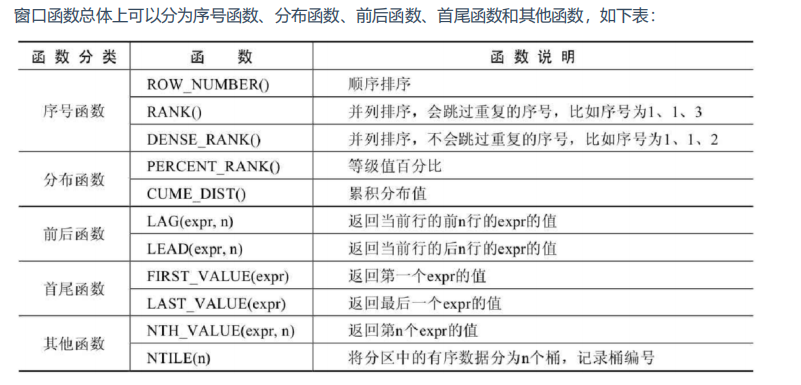 窗口函数总体上可以分为序号函数、分布函数、前后函数、首尾函数和其他函数，如下表：
函数分类 函数 函数说明
序号函数 ROW_NUMBER() 顺序排序
RANK() 并列排序，会跳过重复的序号，比如序号为1、1、3
DENSE_RANK() 并列排序，不会跳过重复的序号，比如序号为1、1、2
分布函数 PERCENT_RANK() 等级值百分比
CUME_DIST() 累积分布值
前后函数 LAG(expr, n) 返回当前行的前n行的expr的值
LEAD(expr, n) 返回当前行的后n行的expr的值
首尾函数 FIRST_VALUE(expr) 返回第一个expr的值
LAST_VALUE(expr) 返回最后一个expr的值
其他函数 NTH_VALUE(expr, n) 返回第n个expr的值
NTILE(n) 将分区中的有序数据分为n个桶，记录桶编号